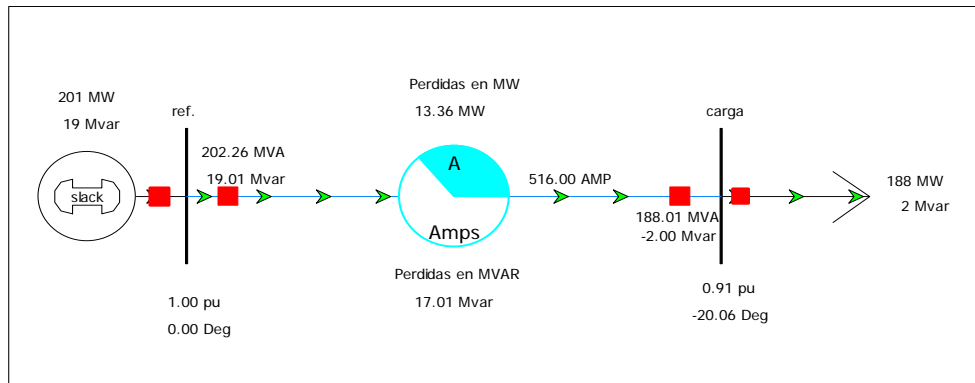 201 MW
19 Mvar
slack
ref.
202.26 MVA
19.01 Mvar
1.00 pu
0.00 Deg
Perdidas en MW
13.36 MW
A
Amps
Perdidas en MVAR
17.01 Mvar
516.00 AMP
carga
188.01 MVA
-2.00 Mvar
0.91 pu
-20.06 Deg
188 MW
2 Mvar